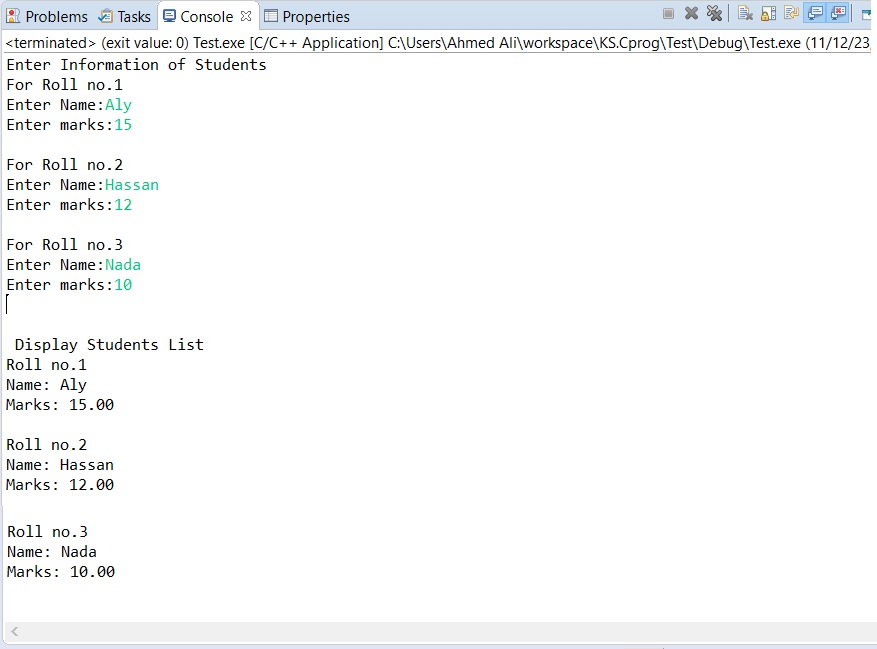 Problems Tasks Console Properties
<terminated> (exit value: 0) Test.exe [C/C++ Application] C:\Users\Ahmed Ali\workspace\KS.Cprog\Test\Debug\Test.exe (11/12/23,
Enter Information of Students
For Roll no.1
Enter Name:Aly
Enter marks:15
For Roll no.2
Enter Name:Hassan
Enter marks:12
For Roll no.3
Enter Name:Nada
Enter marks:10
Display Students List
Roll no.1
Name: Aly
Marks: 15.00
Roll no.2
Name: Hassan
Marks: 12.00
Roll no.3
Name: Nada
Marks: 10.00